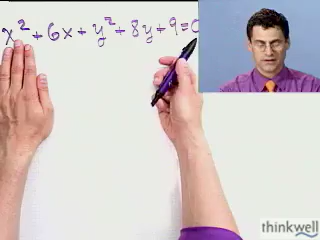 x² + 6x + y² + 8y + 9 = 0
thinkwell